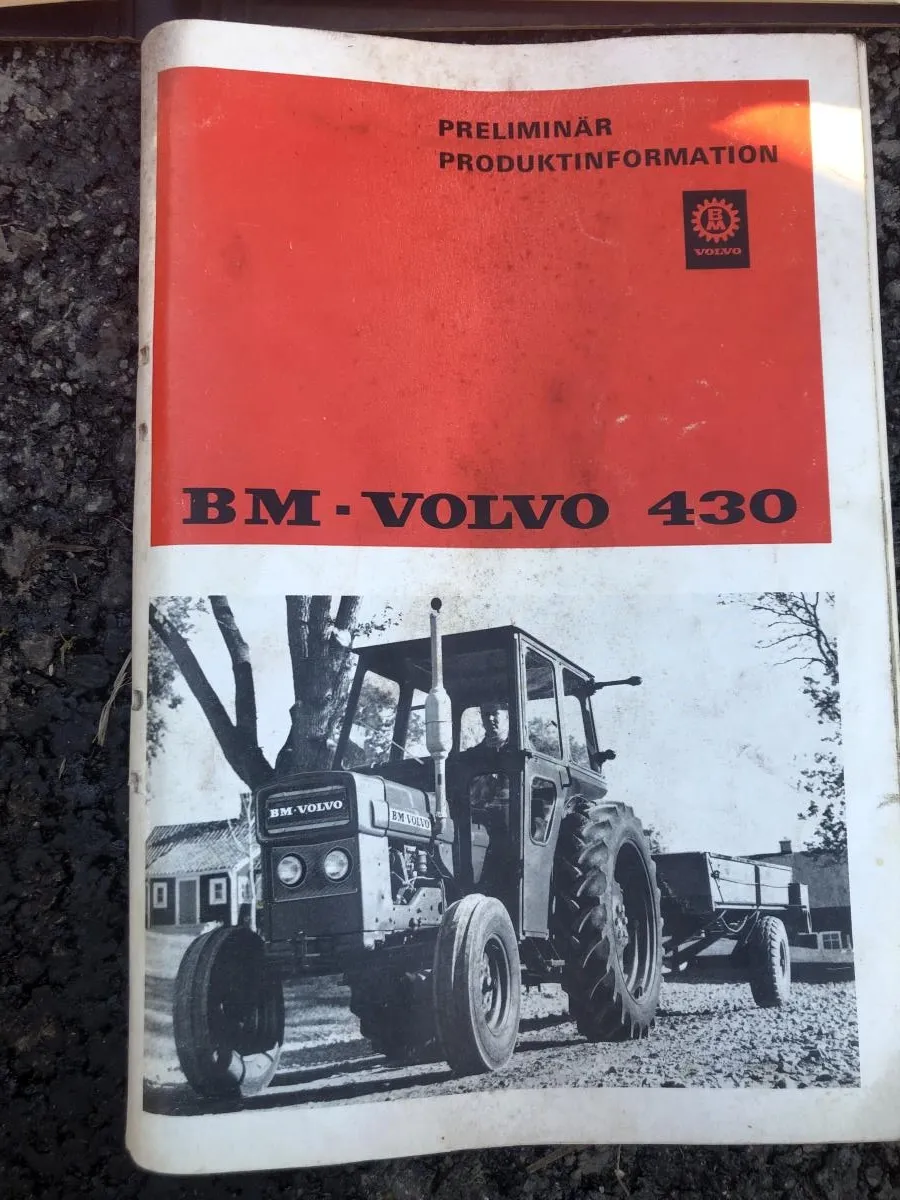 PRELIMINÄR
PRODUKTINFORMATION
BM
VOLVO
BM - VOLVO 430
BM-VOLVO
BM VOLVO